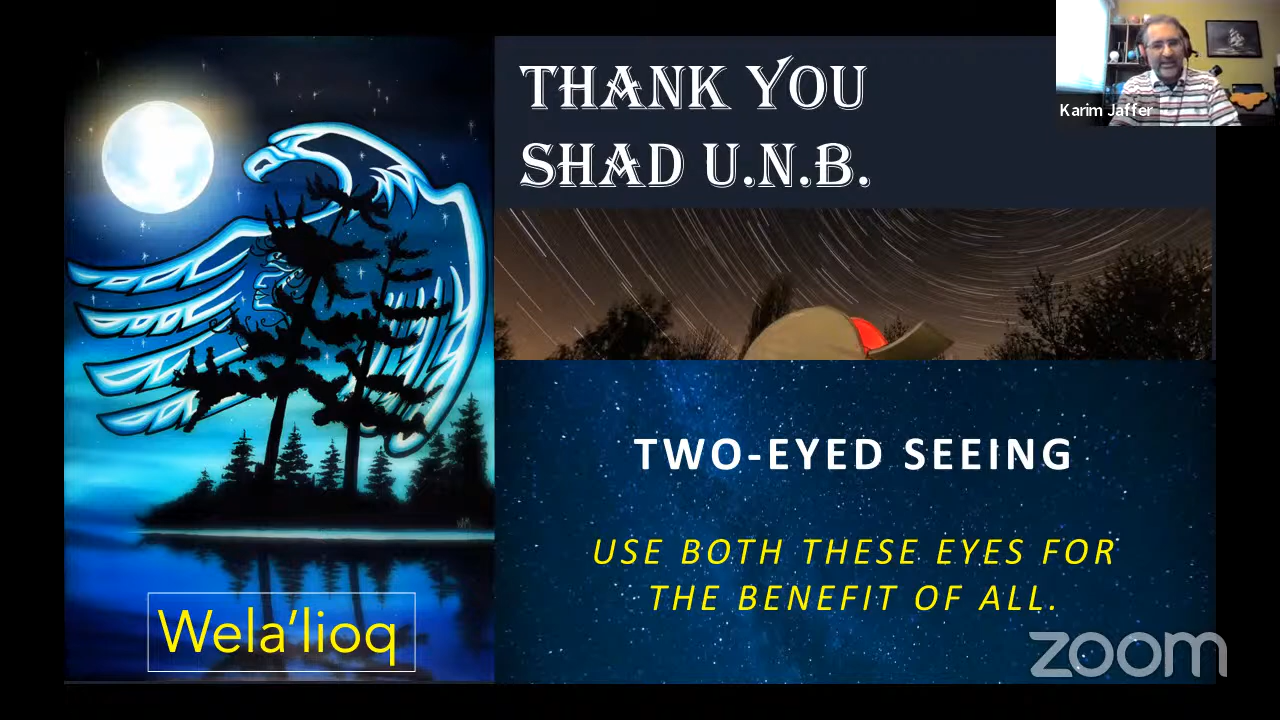 THANK YOU
SHAD U.N.B.
Karim Jaffer
TWO-EYED SEEING
USE BOTH THESE EYES FOR
THE BENEFIT OF ALL.
Wela’lioq
zoom